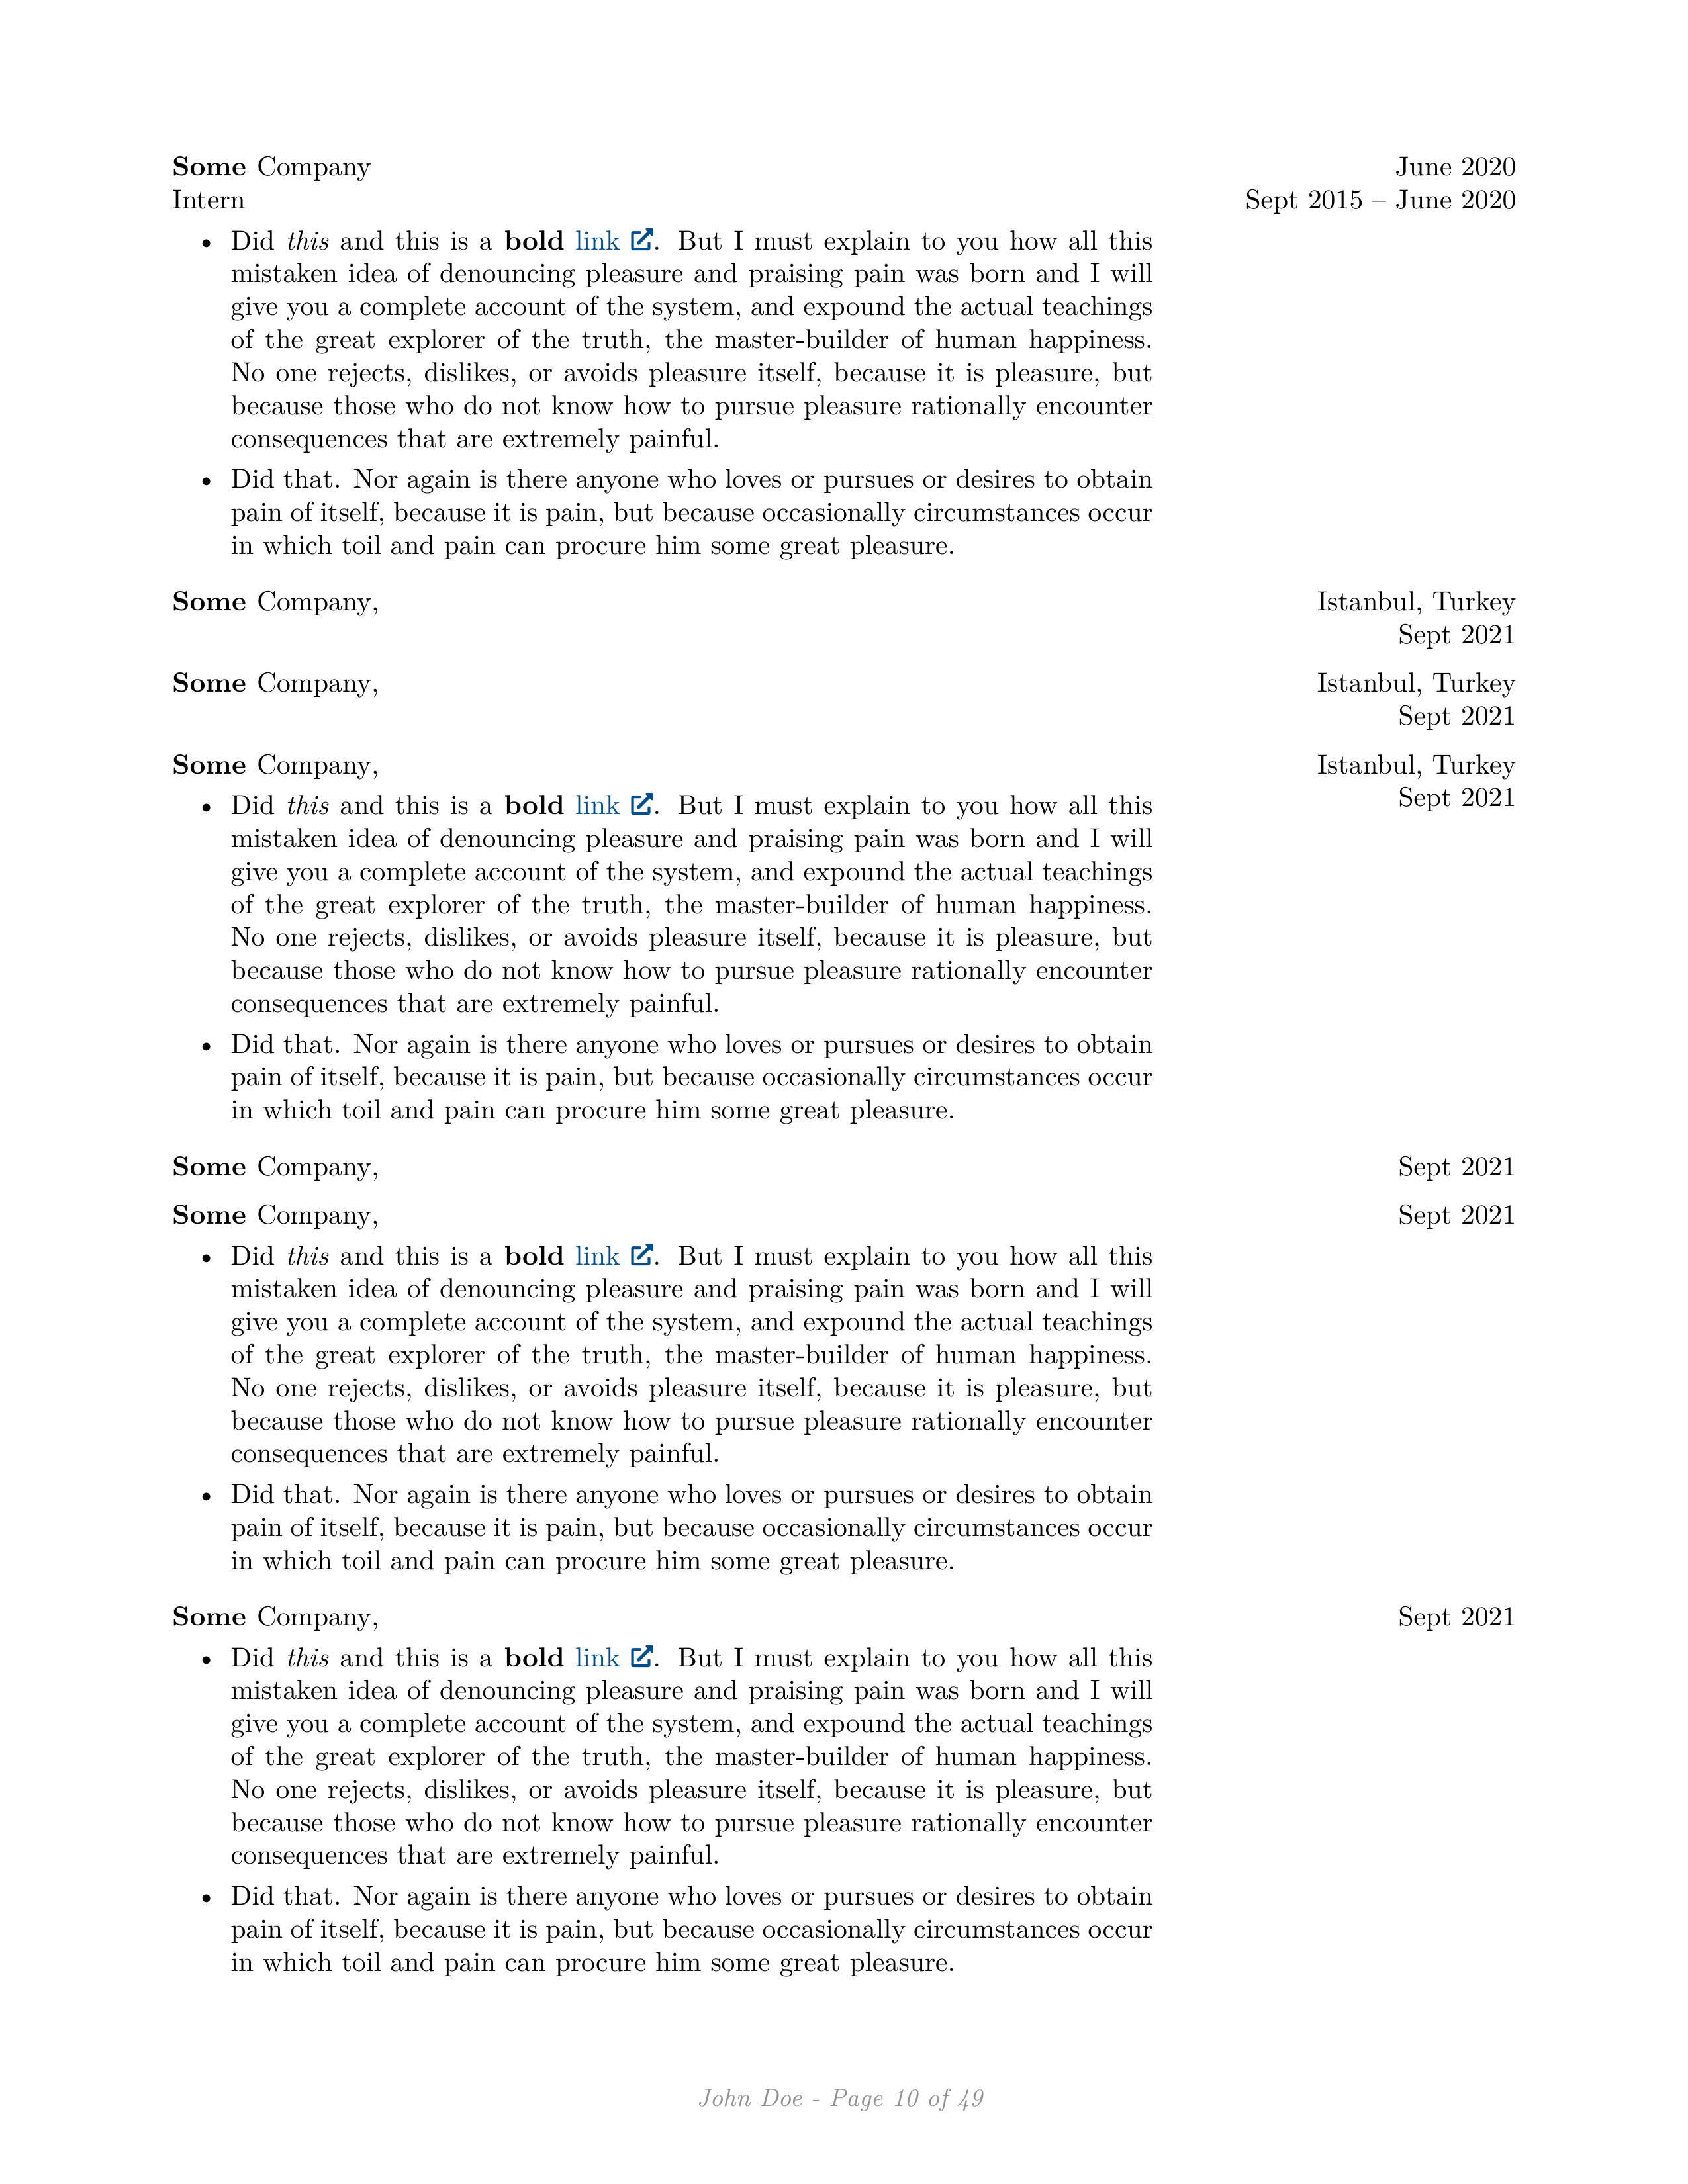 Some Company June 2020
Intern Sept 2015 – June 2020
• Did this and this is a bold link. But I must explain to you how all this
mistaken idea of denouncing pleasure and praising pain was born and I will
give you a complete account of the system, and expound the actual teachings
of the great explorer of the truth, the master-builder of human happiness.
No one rejects, dislikes, or avoids pleasure itself, because it is pleasure, but
because those who do not know how to pursue pleasure rationally encounter
consequences that are extremely painful.
• Did that. Nor again is there anyone who loves or pursues or desires to obtain
pain of itself, because it is pain, but because occasionally circumstances occur
in which toil and pain can procure him some great pleasure.
Some Company, Istanbul, Turkey
Sept 2021
Some Company, Istanbul, Turkey
Sept 2021
Some Company, Istanbul, Turkey
Sept 2021
• Did this and this is a bold link. But I must explain to you how all this
mistaken idea of denouncing pleasure and praising pain was born and I will
give you a complete account of the system, and expound the actual teachings
of the great explorer of the truth, the master-builder of human happiness.
No one rejects, dislikes, or avoids pleasure itself, because it is pleasure, but
because those who do not know how to pursue pleasure rationally encounter
consequences that are extremely painful.
• Did that. Nor again is there anyone who loves or pursues or desires to obtain
pain of itself, because it is pain, but because occasionally circumstances occur
in which toil and pain can procure him some great pleasure.
Some Company, Sept 2021
Some Company, Sept 2021
• Did this and this is a bold link. But I must explain to you how all this
mistaken idea of denouncing pleasure and praising pain was born and I will
give you a complete account of the system, and expound the actual teachings
of the great explorer of the truth, the master-builder of human happiness.
No one rejects, dislikes, or avoids pleasure itself, because it is pleasure, but
because those who do not know how to pursue pleasure rationally encounter
consequences that are extremely painful.
• Did that. Nor again is there anyone who loves or pursues or desires to obtain
pain of itself, because it is pain, but because occasionally circumstances occur
in which toil and pain can procure him some great pleasure.
Some Company, Sept 2021
• Did this and this is a bold link. But I must explain to you how all this
mistaken idea of denouncing pleasure and praising pain was born and I will
give you a complete account of the system, and expound the actual teachings
of the great explorer of the truth, the master-builder of human happiness.
No one rejects, dislikes, or avoids pleasure itself, because it is pleasure, but
because those who do not know how to pursue pleasure rationally encounter
consequences that are extremely painful.
• Did that. Nor again is there anyone who loves or pursues or desires to obtain
pain of itself, because it is pain, but because occasionally circumstances occur
in which toil and pain can procure him some great pleasure.
John Doe - Page 10 of 49